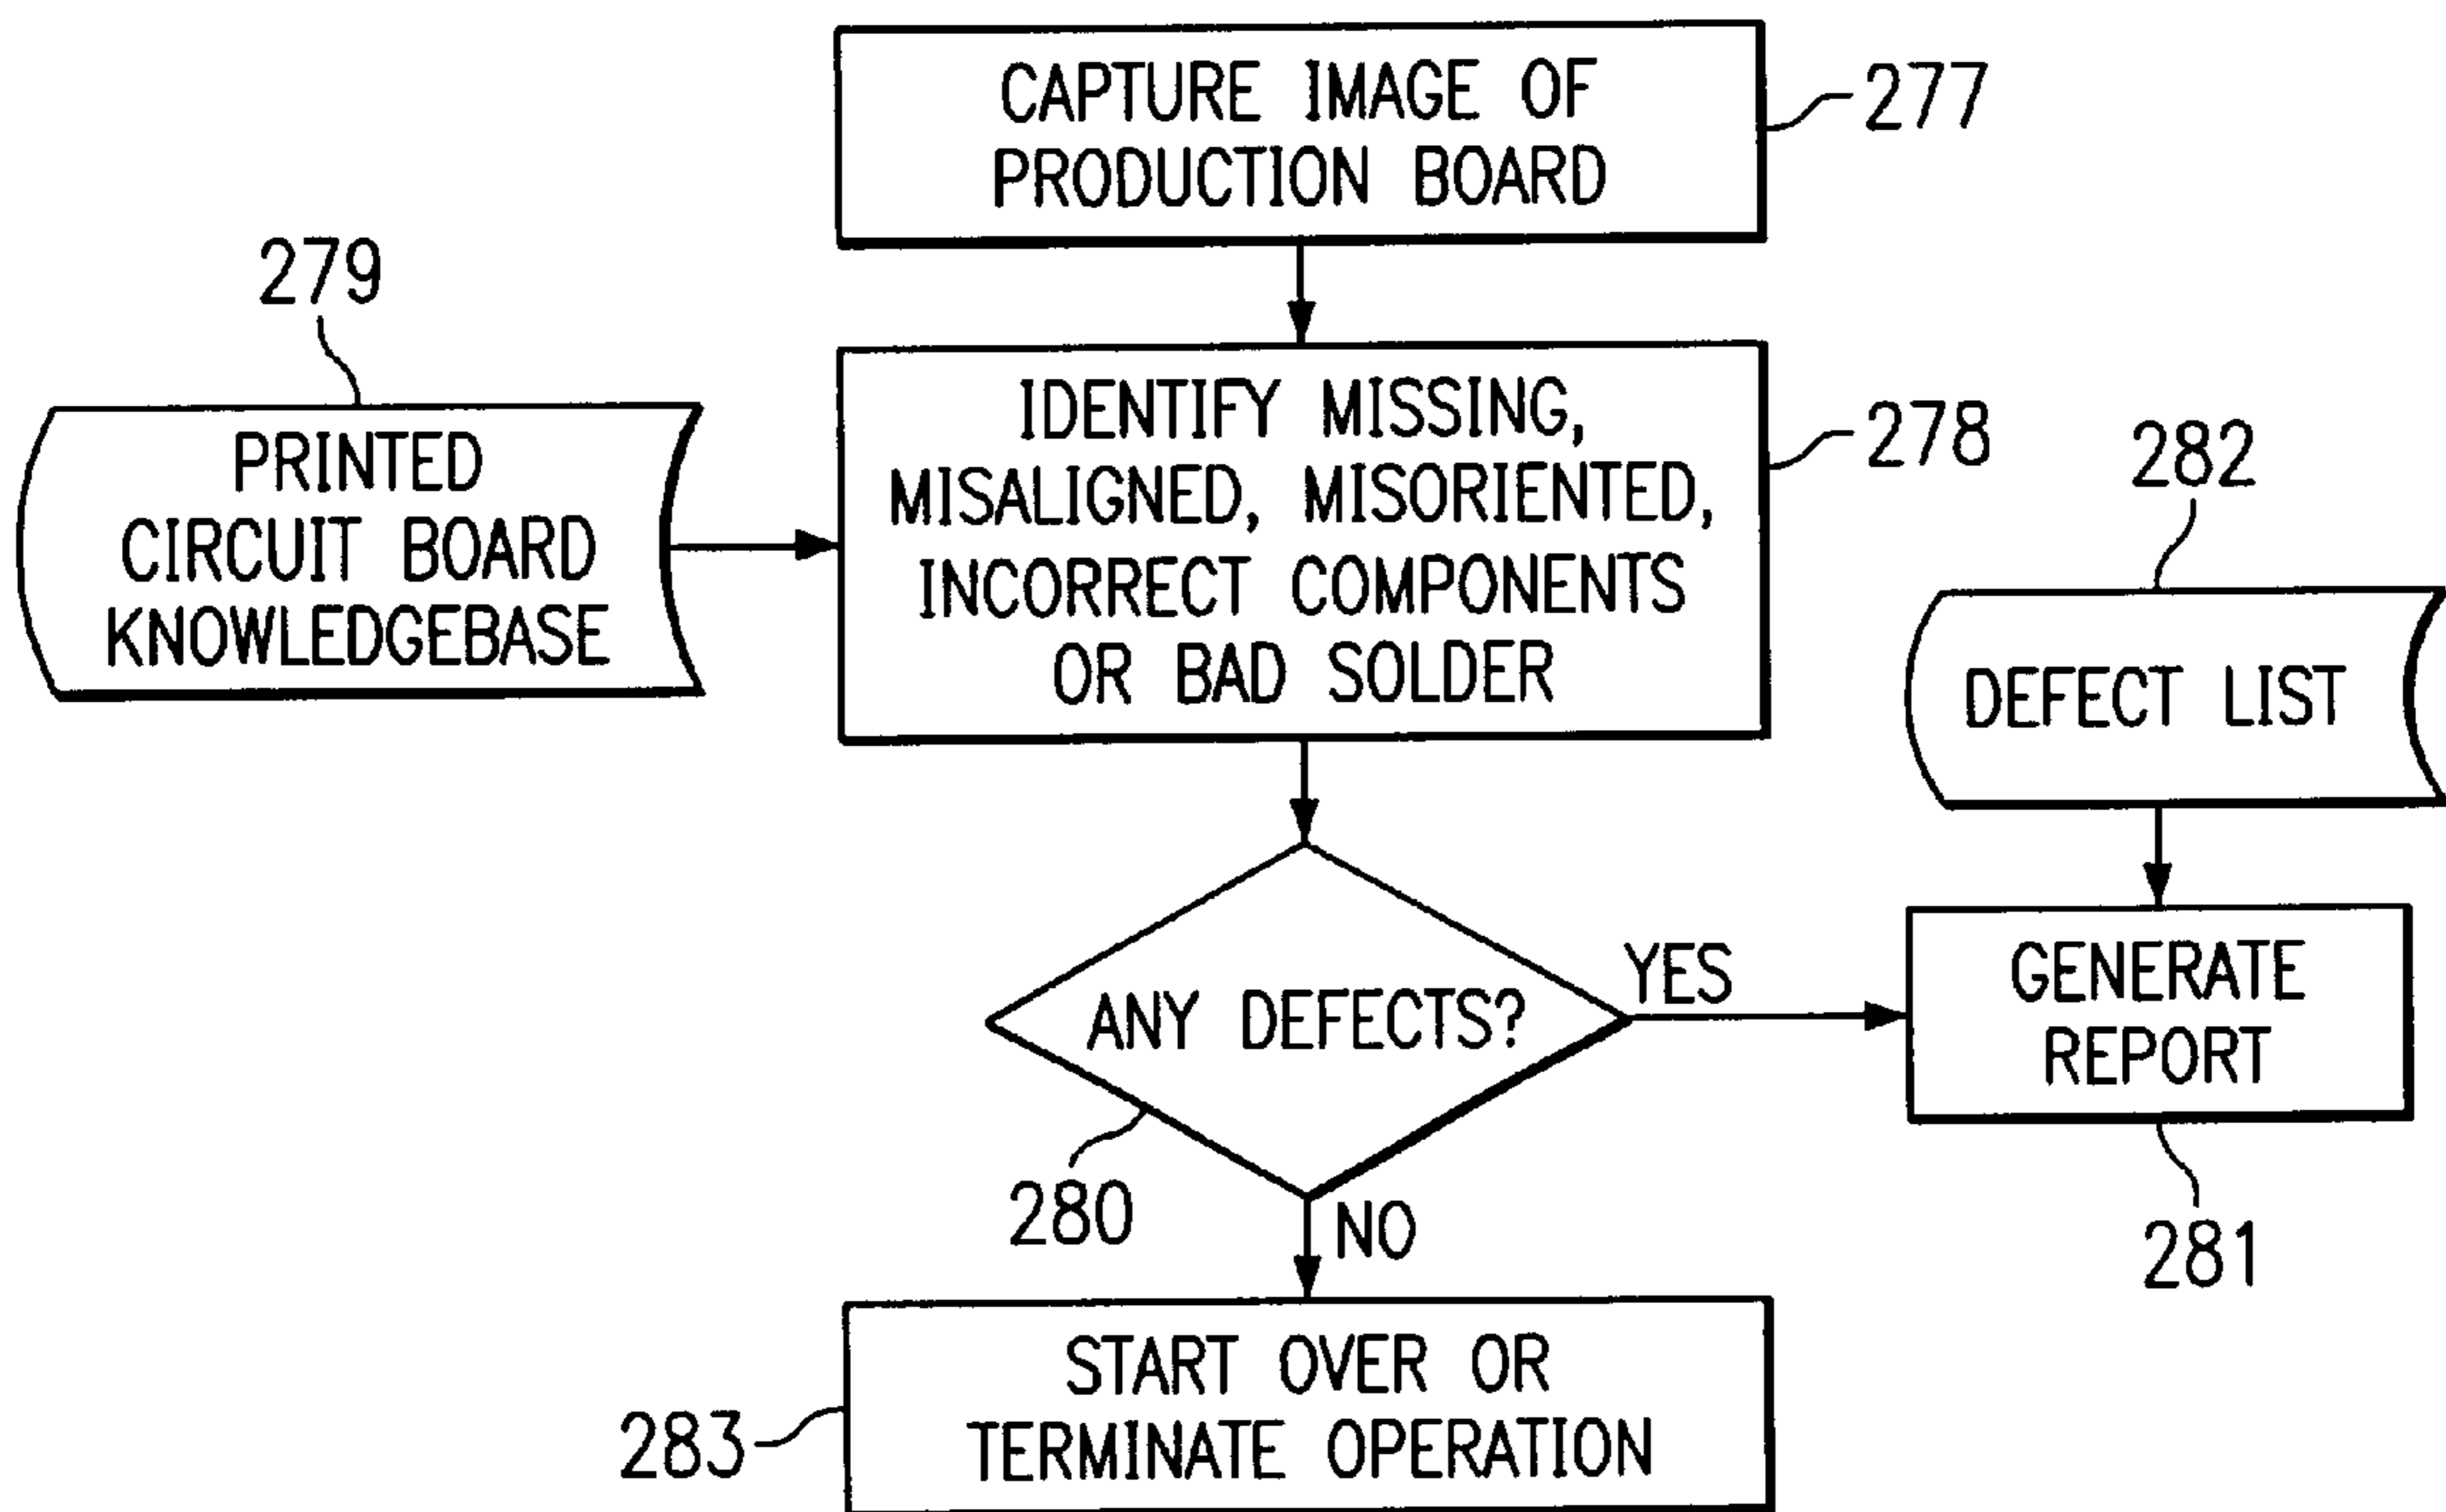 CAPTURE IMAGE OF
PRODUCTION BOARD
277
279
PRINTED
CIRCUIT BOARD
KNOWLEDGEBASE
IDENTIFY MISSING,
MISALIGNED, MISORIENTED,
INCORRECT COMPONENTS
OR BAD SOLDER
278
282
DEFECT LIST
ANY DEFECTS?
YES
GENERATE
REPORT
280
NO
281
START OVER OR
TERMINATE OPERATION
283